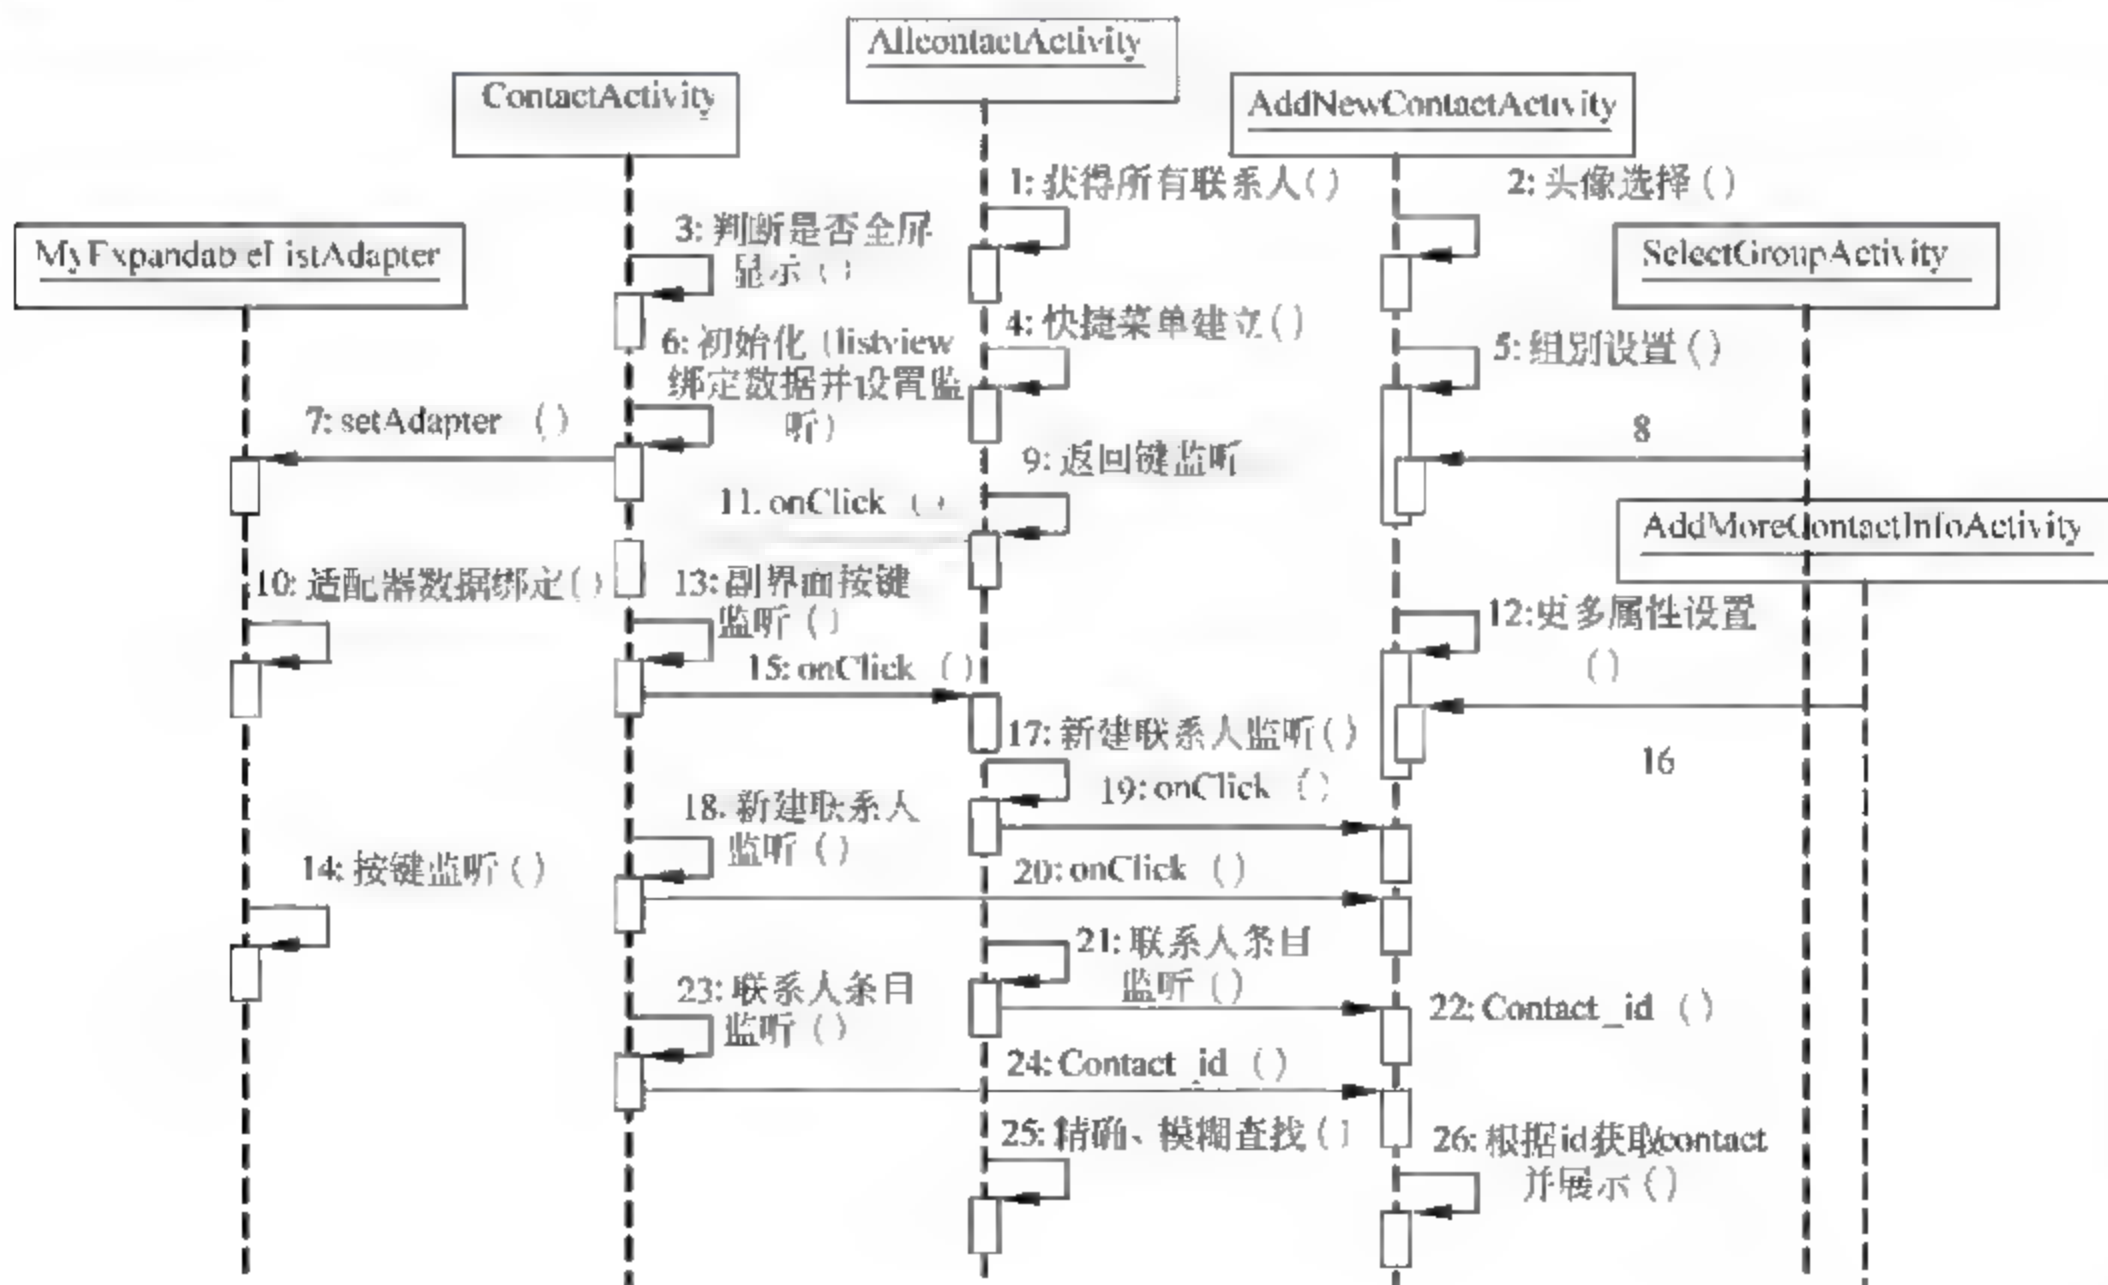 AllcontactActivity
ContactActivity
AddNewContactActivity
1: 获得所有联系人()
2: 头像选择()
3: 判断是否全屏
显示()
MyExpandableListAdapter
SelectGroupActivity
4: 快捷菜单建立()
6: 初始化(listview
绑定数据并设置监
听)
5: 组别设置()
7: setAdapter ()
8
9: 返回键监听
11. onClick ()
AddMoreContactInfoActivity
10: 适配器数据绑定()
13: 副界面按键
监听()
12: 更多属性设置
()
15: onClick ()
17: 新建联系人监听()
16
19: onClick ()
18. 新建联系人
监听()
14: 按键监听()
20: onClick ()
21: 联系人条目
监听()
23: 联系人条目
监听()
22: Contact_id ()
24: Contact_id ()
25: 精确、模糊查找()
26: 根据id获取contact
并展示()